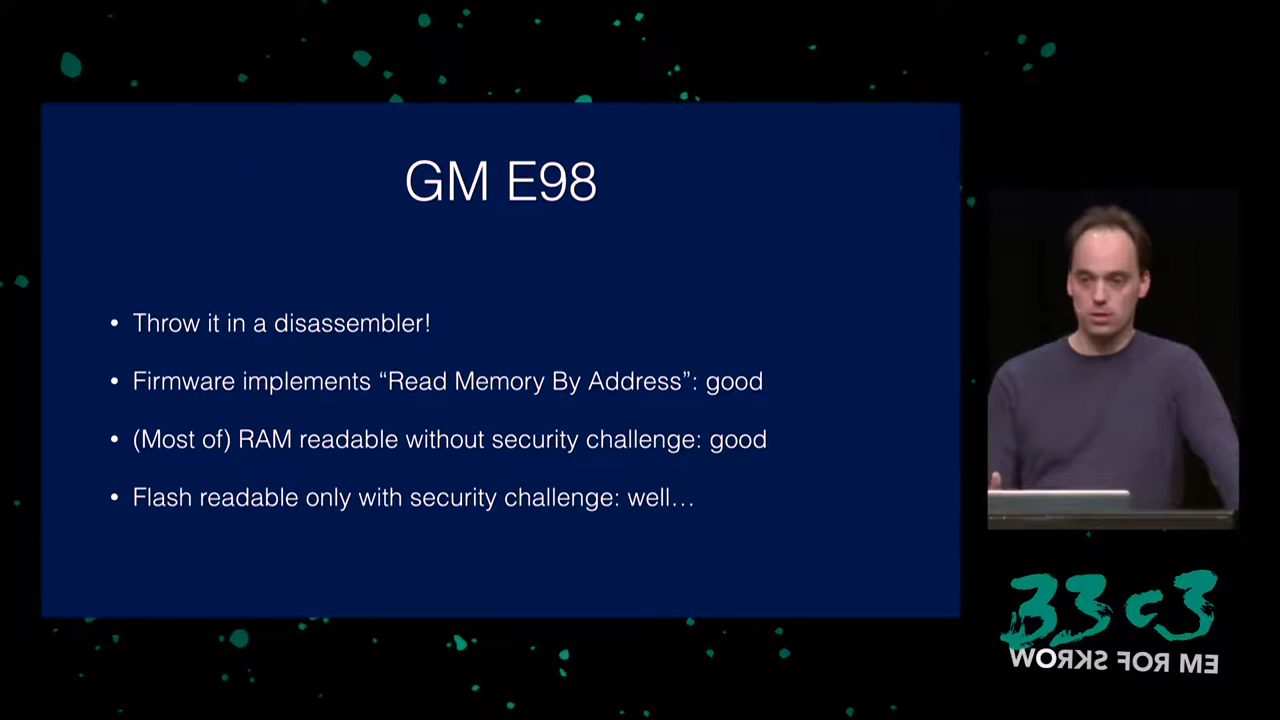 GM E98
• Throw it in a disassembler!
• Firmware implements “Read Memory By Address”: good
• (Most of) RAM readable without security challenge: good
• Flash readable only with security challenge: well…
33c3
WORKS FOR ME